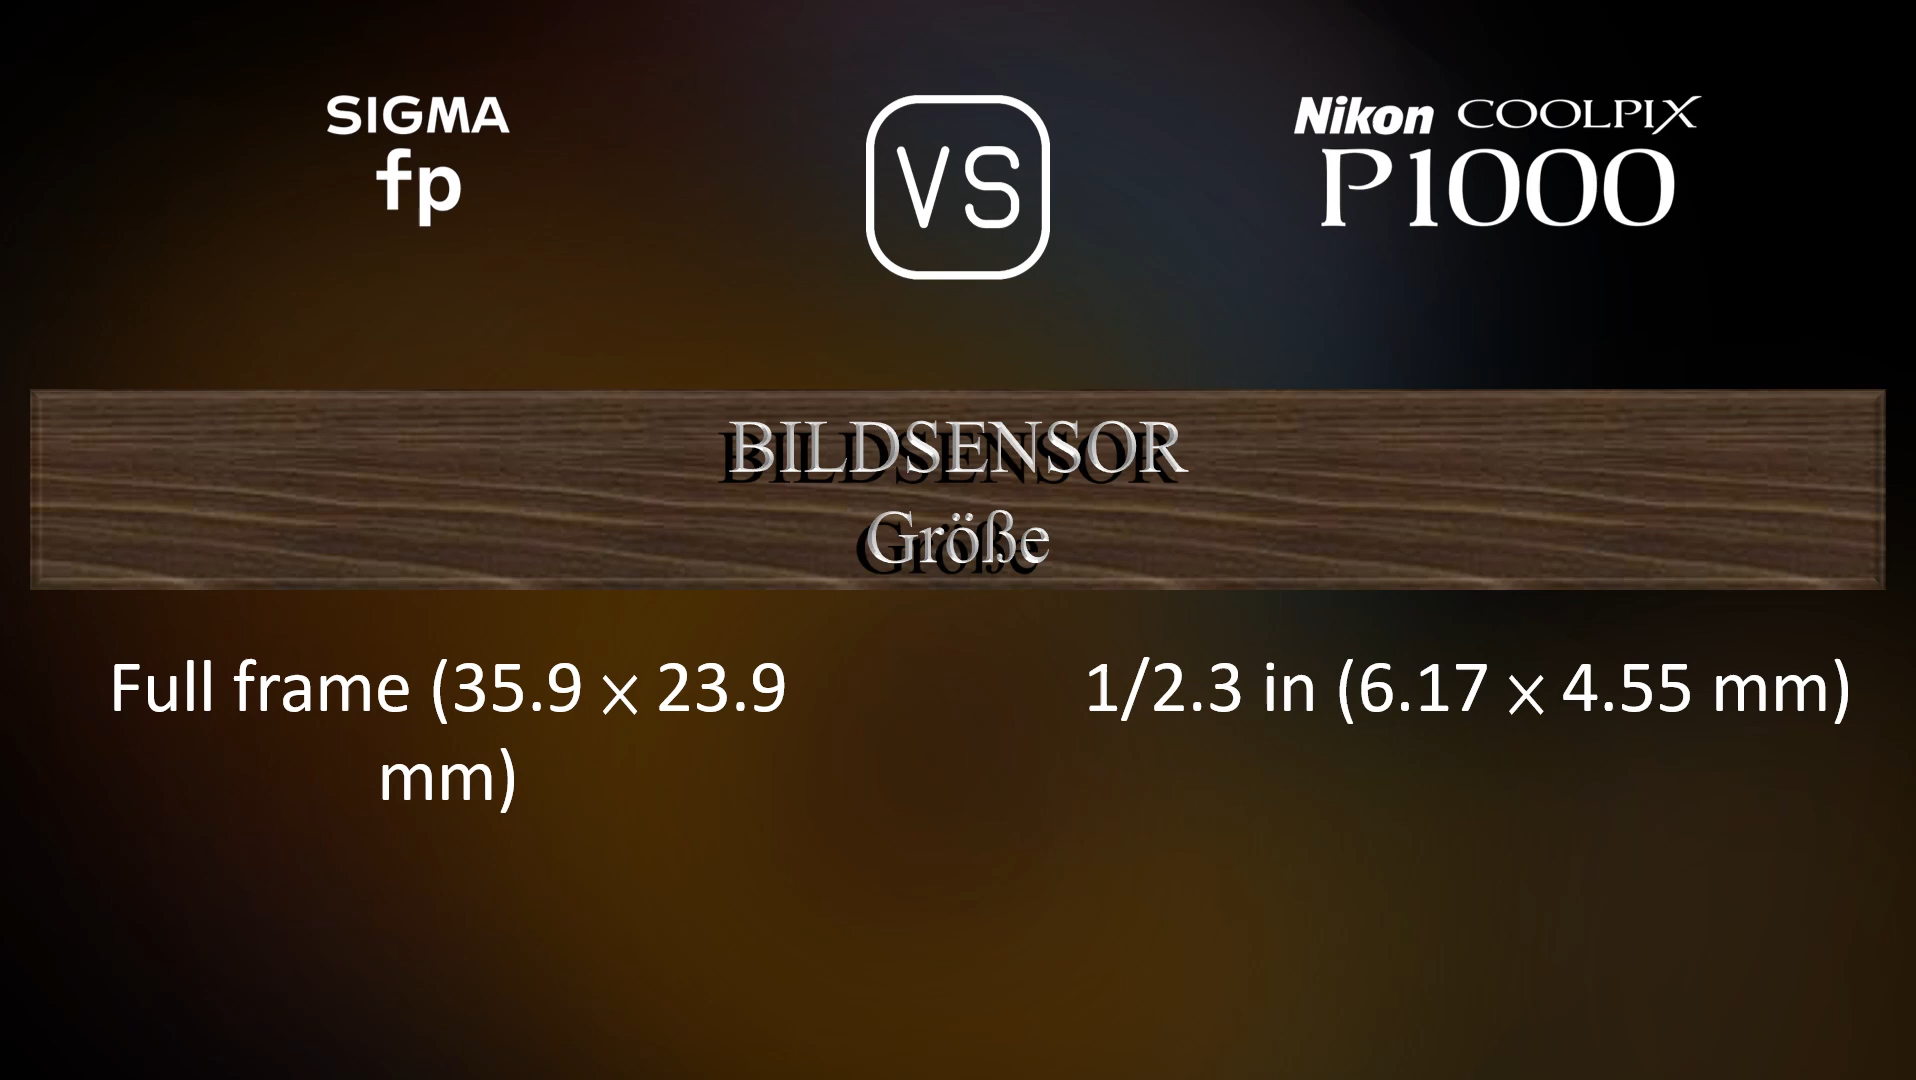 SIGMA
fp
VS
Nikon COOLPIX
P1000
BILDSENSOR
Größe
Full frame (35.9 x 23.9
mm)
1/2.3 in (6.17 x 4.55 mm)